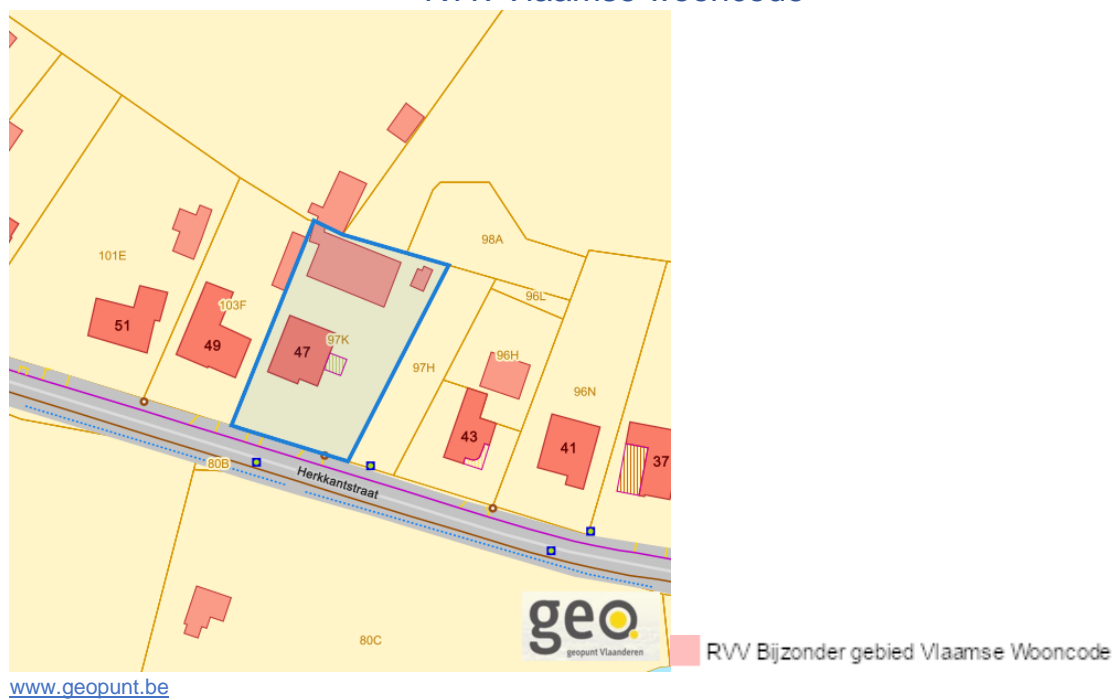 RVV Vlaamse wooncode
98A
101E
96L
103F
51
97K
49
47
96H
97H
96N
43
41
37
80B
Herkkantstraat
geo.
geopunt Vlaanderen
80C
RVV Bijzonder gebied Vlaamse Wooncode
www.geopunt.be